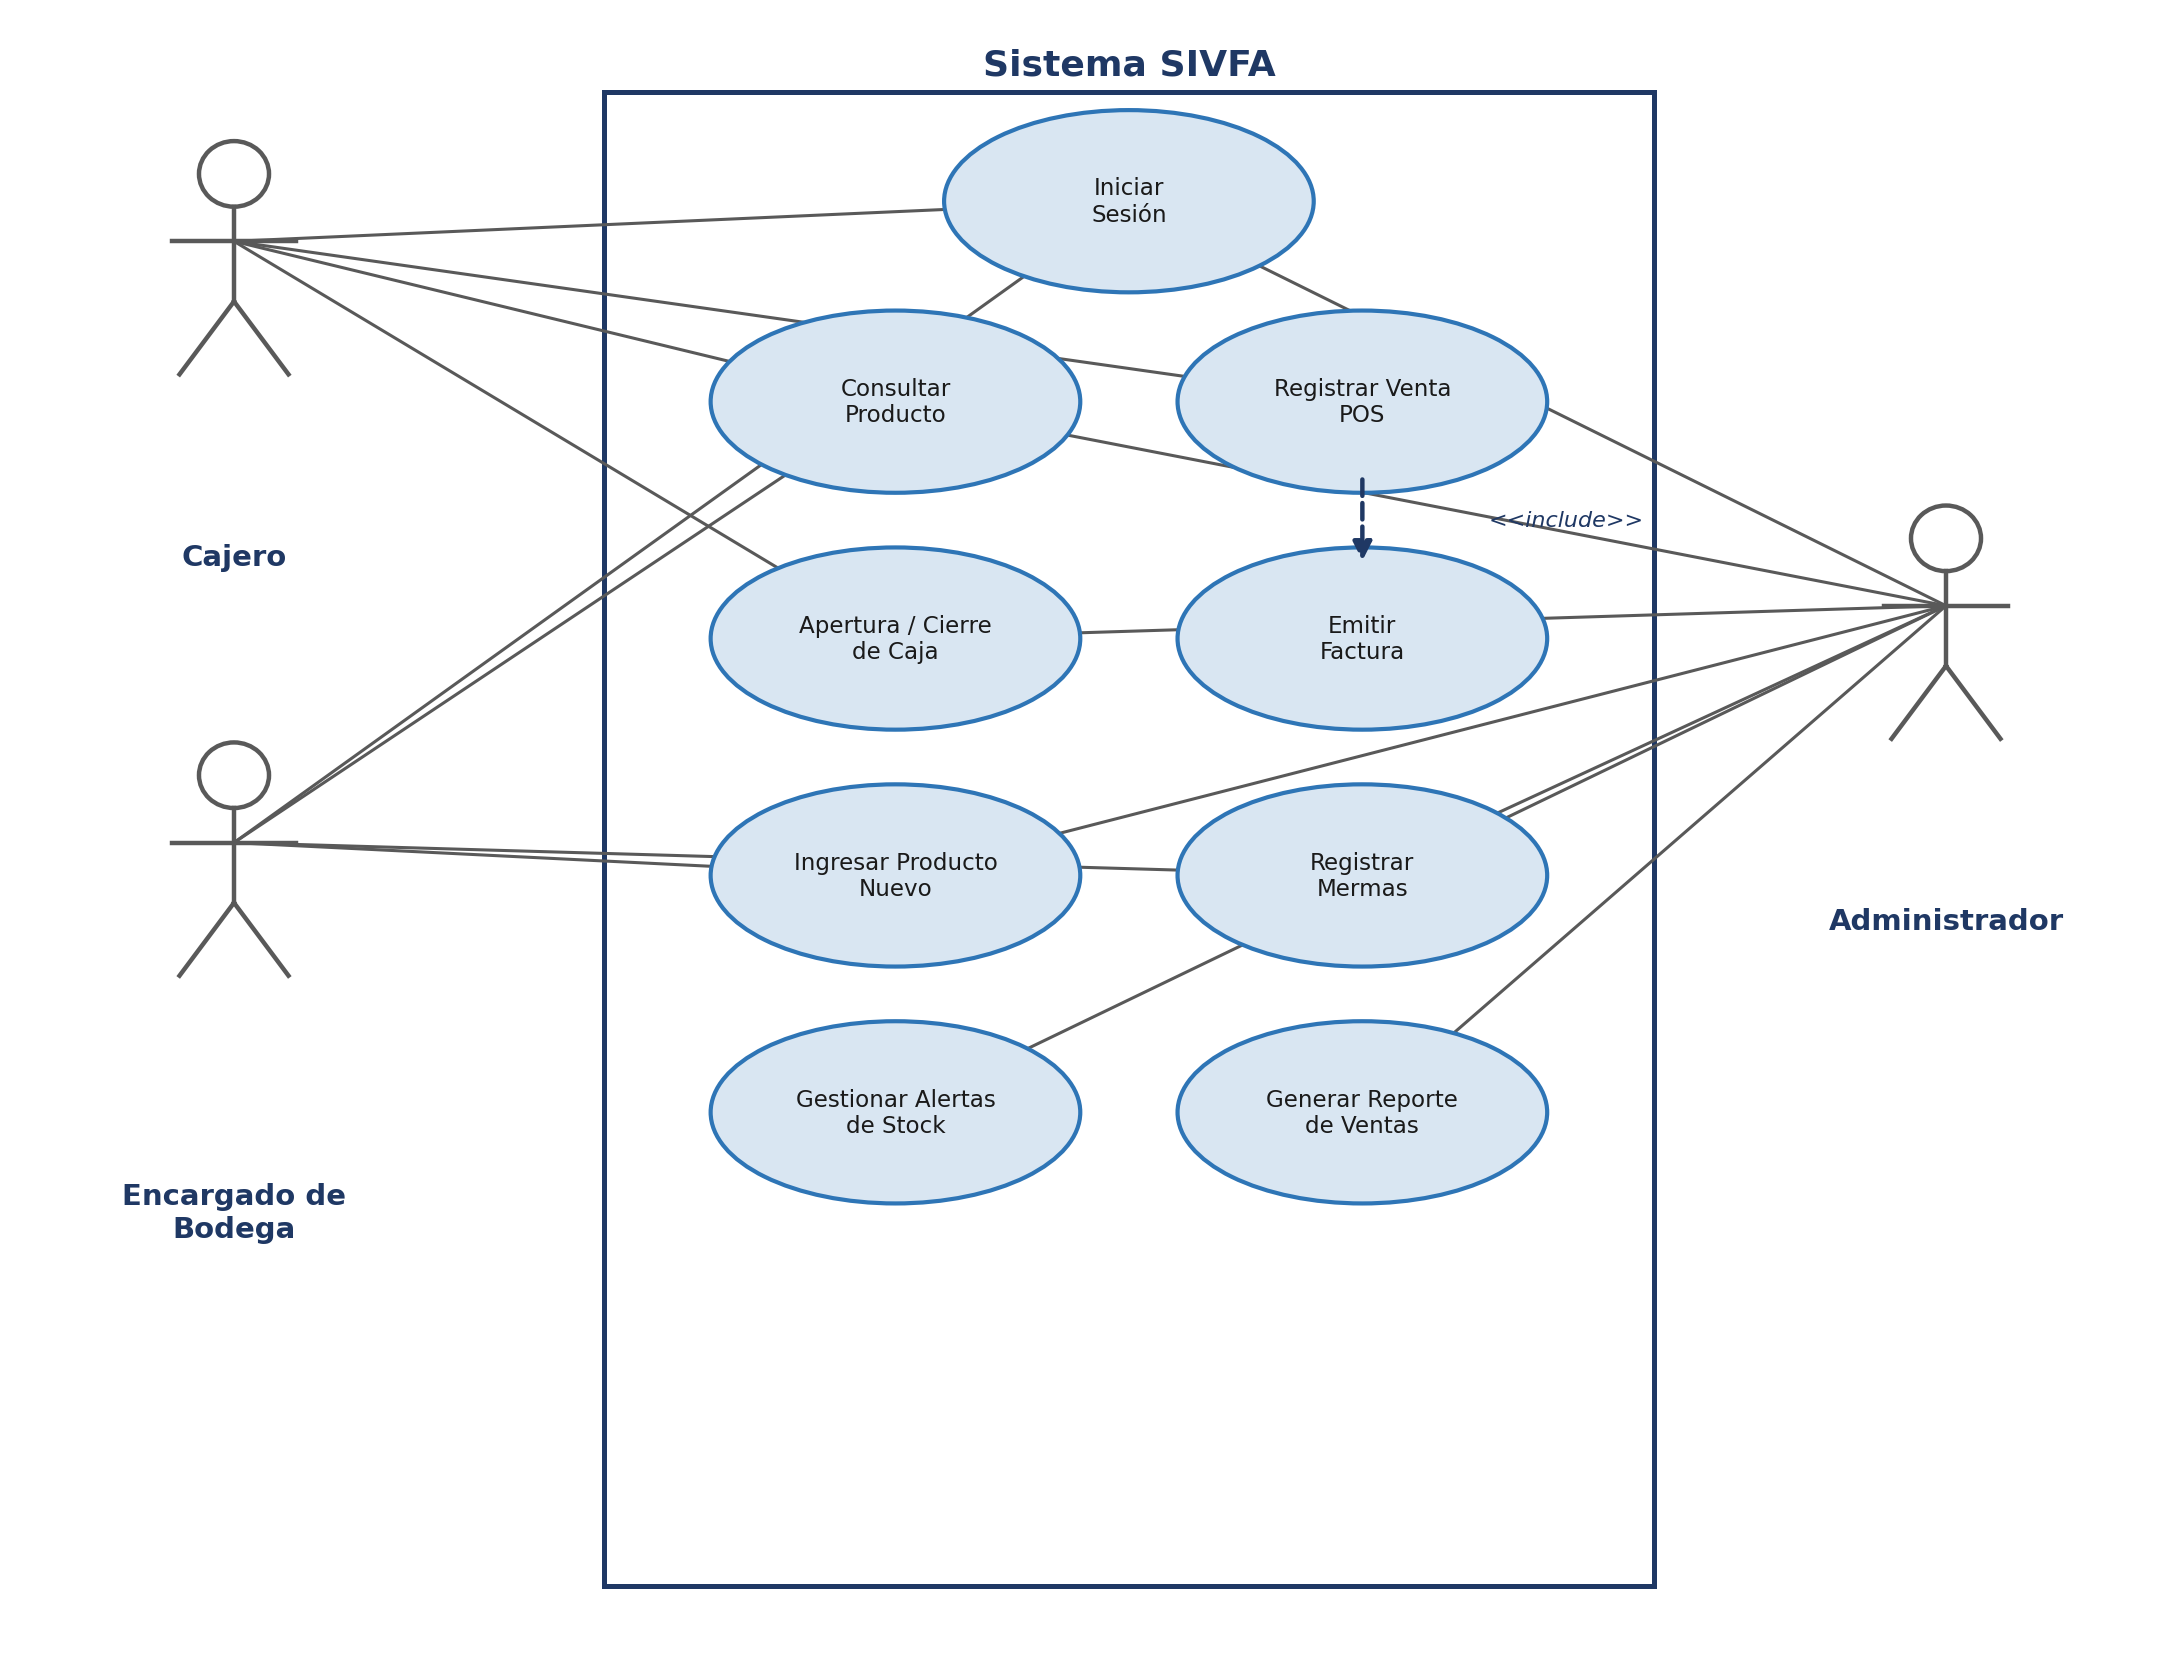 Sistema SIVFA
Iniciar
Sesión
Consultar
Producto
Registrar Venta
POS
<<include>>
Cajero
Apertura / Cierre
de Caja
Emitir
Factura
Ingresar Producto
Nuevo
Registrar
Mermas
Administrador
Gestionar Alertas
de Stock
Generar Reporte
de Ventas
Encargado de
Bodega